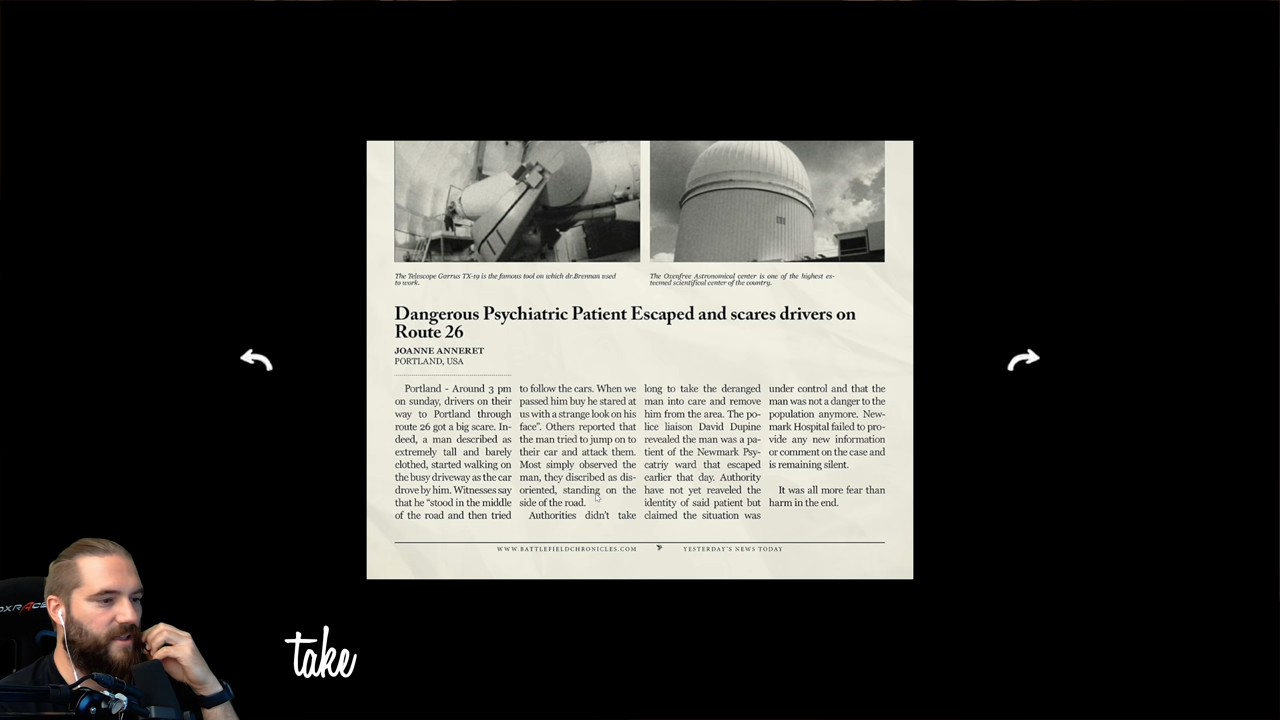 The Telescope Garrus TX-19 is the famous tool on which dr.Brennan used
to work.
The Oxenfree Astronomical center is one of the highest es-
teemed scientifical center of the country.
Dangerous Psychiatric Patient Escaped and scares drivers on
Route 26
JOANNE ANNERET
PORTLAND, USA
Portland - Around 3 pm
on sunday, drivers on their
way to Portland through
route 26 got a big scare. In-
deed, a man described as
extremely tall and barely
clothed, started walking on
the busy driveway as the car
drove by him. Witnesses say
that he “stood in the middle
of the road and then tried
to follow the cars. When we
passed him buy he stared at
us with a strange look on his
face”. Others reported that
the man tried to jump on to
their car and attack them.
Most simply observed the
man, they discribed as dis-
oriented, standing on the
side of the road.
Authorities didn’t take
long to take the deranged
man into care and remove
him from the area. The po-
lice liaison David Dupine
revealed the man was a pa-
tient of the Newmark Psy-
catriy ward that escaped
earlier that day. Authority
have not yet reaveled the
identity of said patient but
claimed the situation was
under control and that the
man was not a danger to the
population anymore. New-
mark Hospital failed to pro-
vide any new information
or comment on the case and
is remaining silent.
It was all more fear than
harm in the end.
WWW.BATTLEFIELDCHRONICLES.COM
YESTERDAY'S NEWS TODAY
take